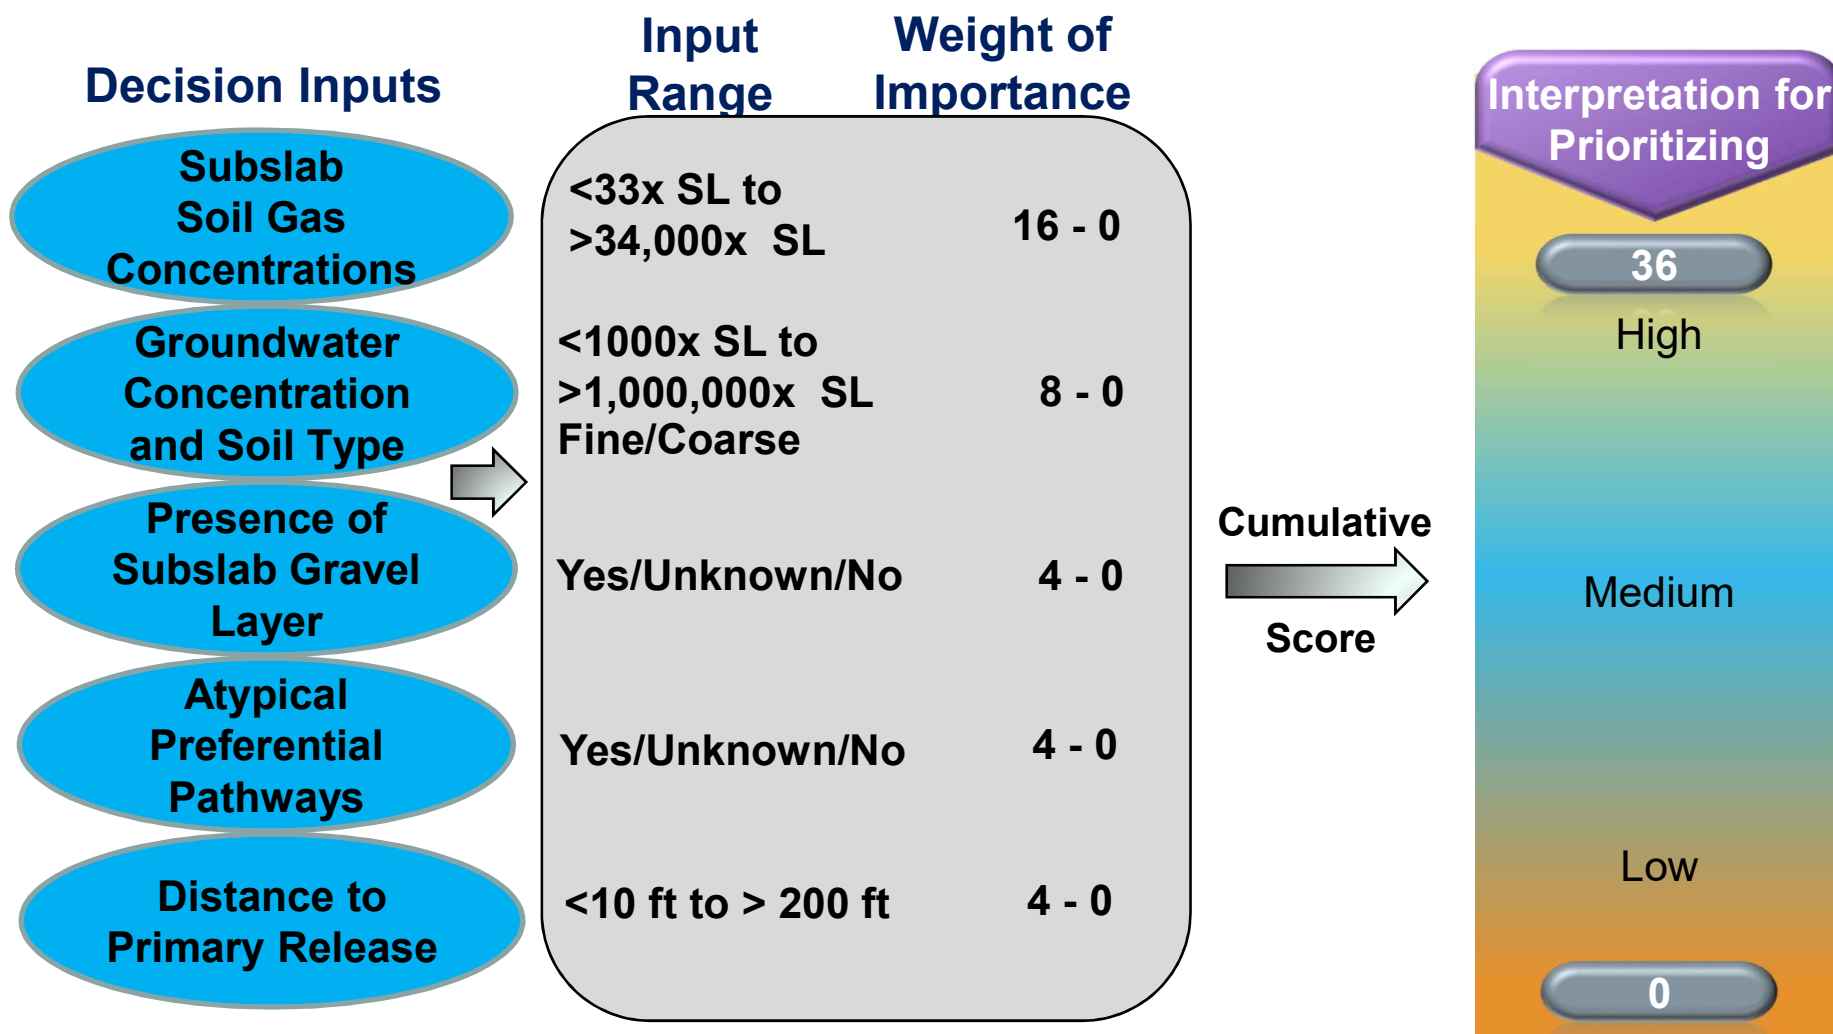 Decision Inputs
Input
Range
Weight of
Importance
Subslab
Soil Gas
Concentrations
<33x SL to
>34,000x  SL
16 - 0
Groundwater
Concentration
and Soil Type
<1000x SL to
>1,000,000x  SL
Fine/Coarse
8 - 0
Presence of
Subslab Gravel
Layer
Yes/Unknown/No
4 - 0
Atypical
Preferential
Pathways
Yes/Unknown/No
4 - 0
Distance to
Primary Release
<10 ft to > 200 ft
4 - 0
Cumulative
Score
Interpretation for
Prioritizing
36
High
Medium
Low
0